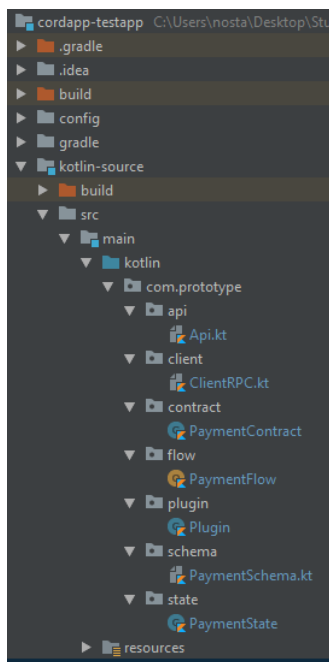 cordapp-testapp C:\Users\nosta\Desktop\Stu
.gradle
.idea
build
config
gradle
kotlin-source
build
src
main
kotlin
com.prototype
api
Api.kt
client
ClientRPC.kt
contract
PaymentContract
flow
PaymentFlow
plugin
Plugin
schema
PaymentSchema.kt
state
PaymentState
resources